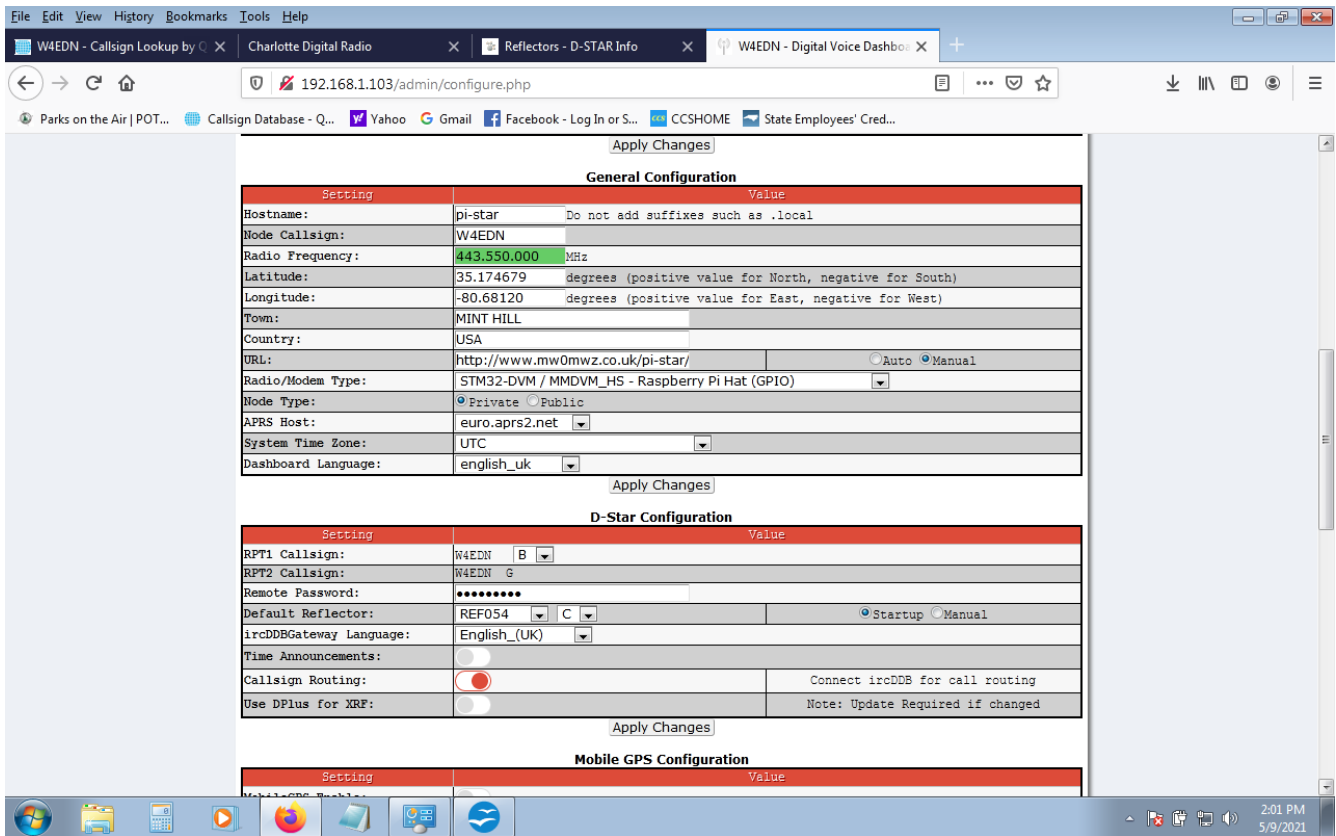 File Edit View History Bookmarks Tools Help
W4EDN - Callsign Lookup by Q Charlotte Digital Radio Reflectors - D-STAR Info W4EDN - Digital Voice Dashboa
192.168.1.103/admin/configure.php
Parks on the Air | POT... Callsign Database - Q... Yahoo Gmail Facebook - Log In or S... CCSHOME State Employees' Cred...
Apply Changes
General Configuration
Setting Value
Hostname: pi-star Do not add suffixes such as .local
Node Callsign: W4EDN
Radio Frequency: 443.550.000 MHz
Latitude: 35.174679 degrees (positive value for North, negative for South)
Longitude: -80.68120 degrees (positive value for East, negative for West)
Town: MINT HILL
Country: USA
URL: http://www.mw0mwz.co.uk/pi-star/ Auto Manual
Radio/Modem Type: STM32-DVM / MMDVM_HS - Raspberry Pi Hat (GPIO)
Node Type: Private Public
APRS Host: euro.aprs2.net
System Time Zone: UTC
Dashboard Language: english_uk
Apply Changes
D-Star Configuration
Setting Value
RPT1 Callsign: W4EDN B
RPT2 Callsign: W4EDN G
Remote Password: •••••••••
Default Reflector: REF054 C Startup Manual
ircDDBGateway Language: English_(UK)
Time Announcements:
Callsign Routing: Connect ircDDB for call routing
Use DPlus for XRF: Note: Update Required if changed
Apply Changes
Mobile GPS Configuration
Setting Value
2:01 PM
5/9/2021